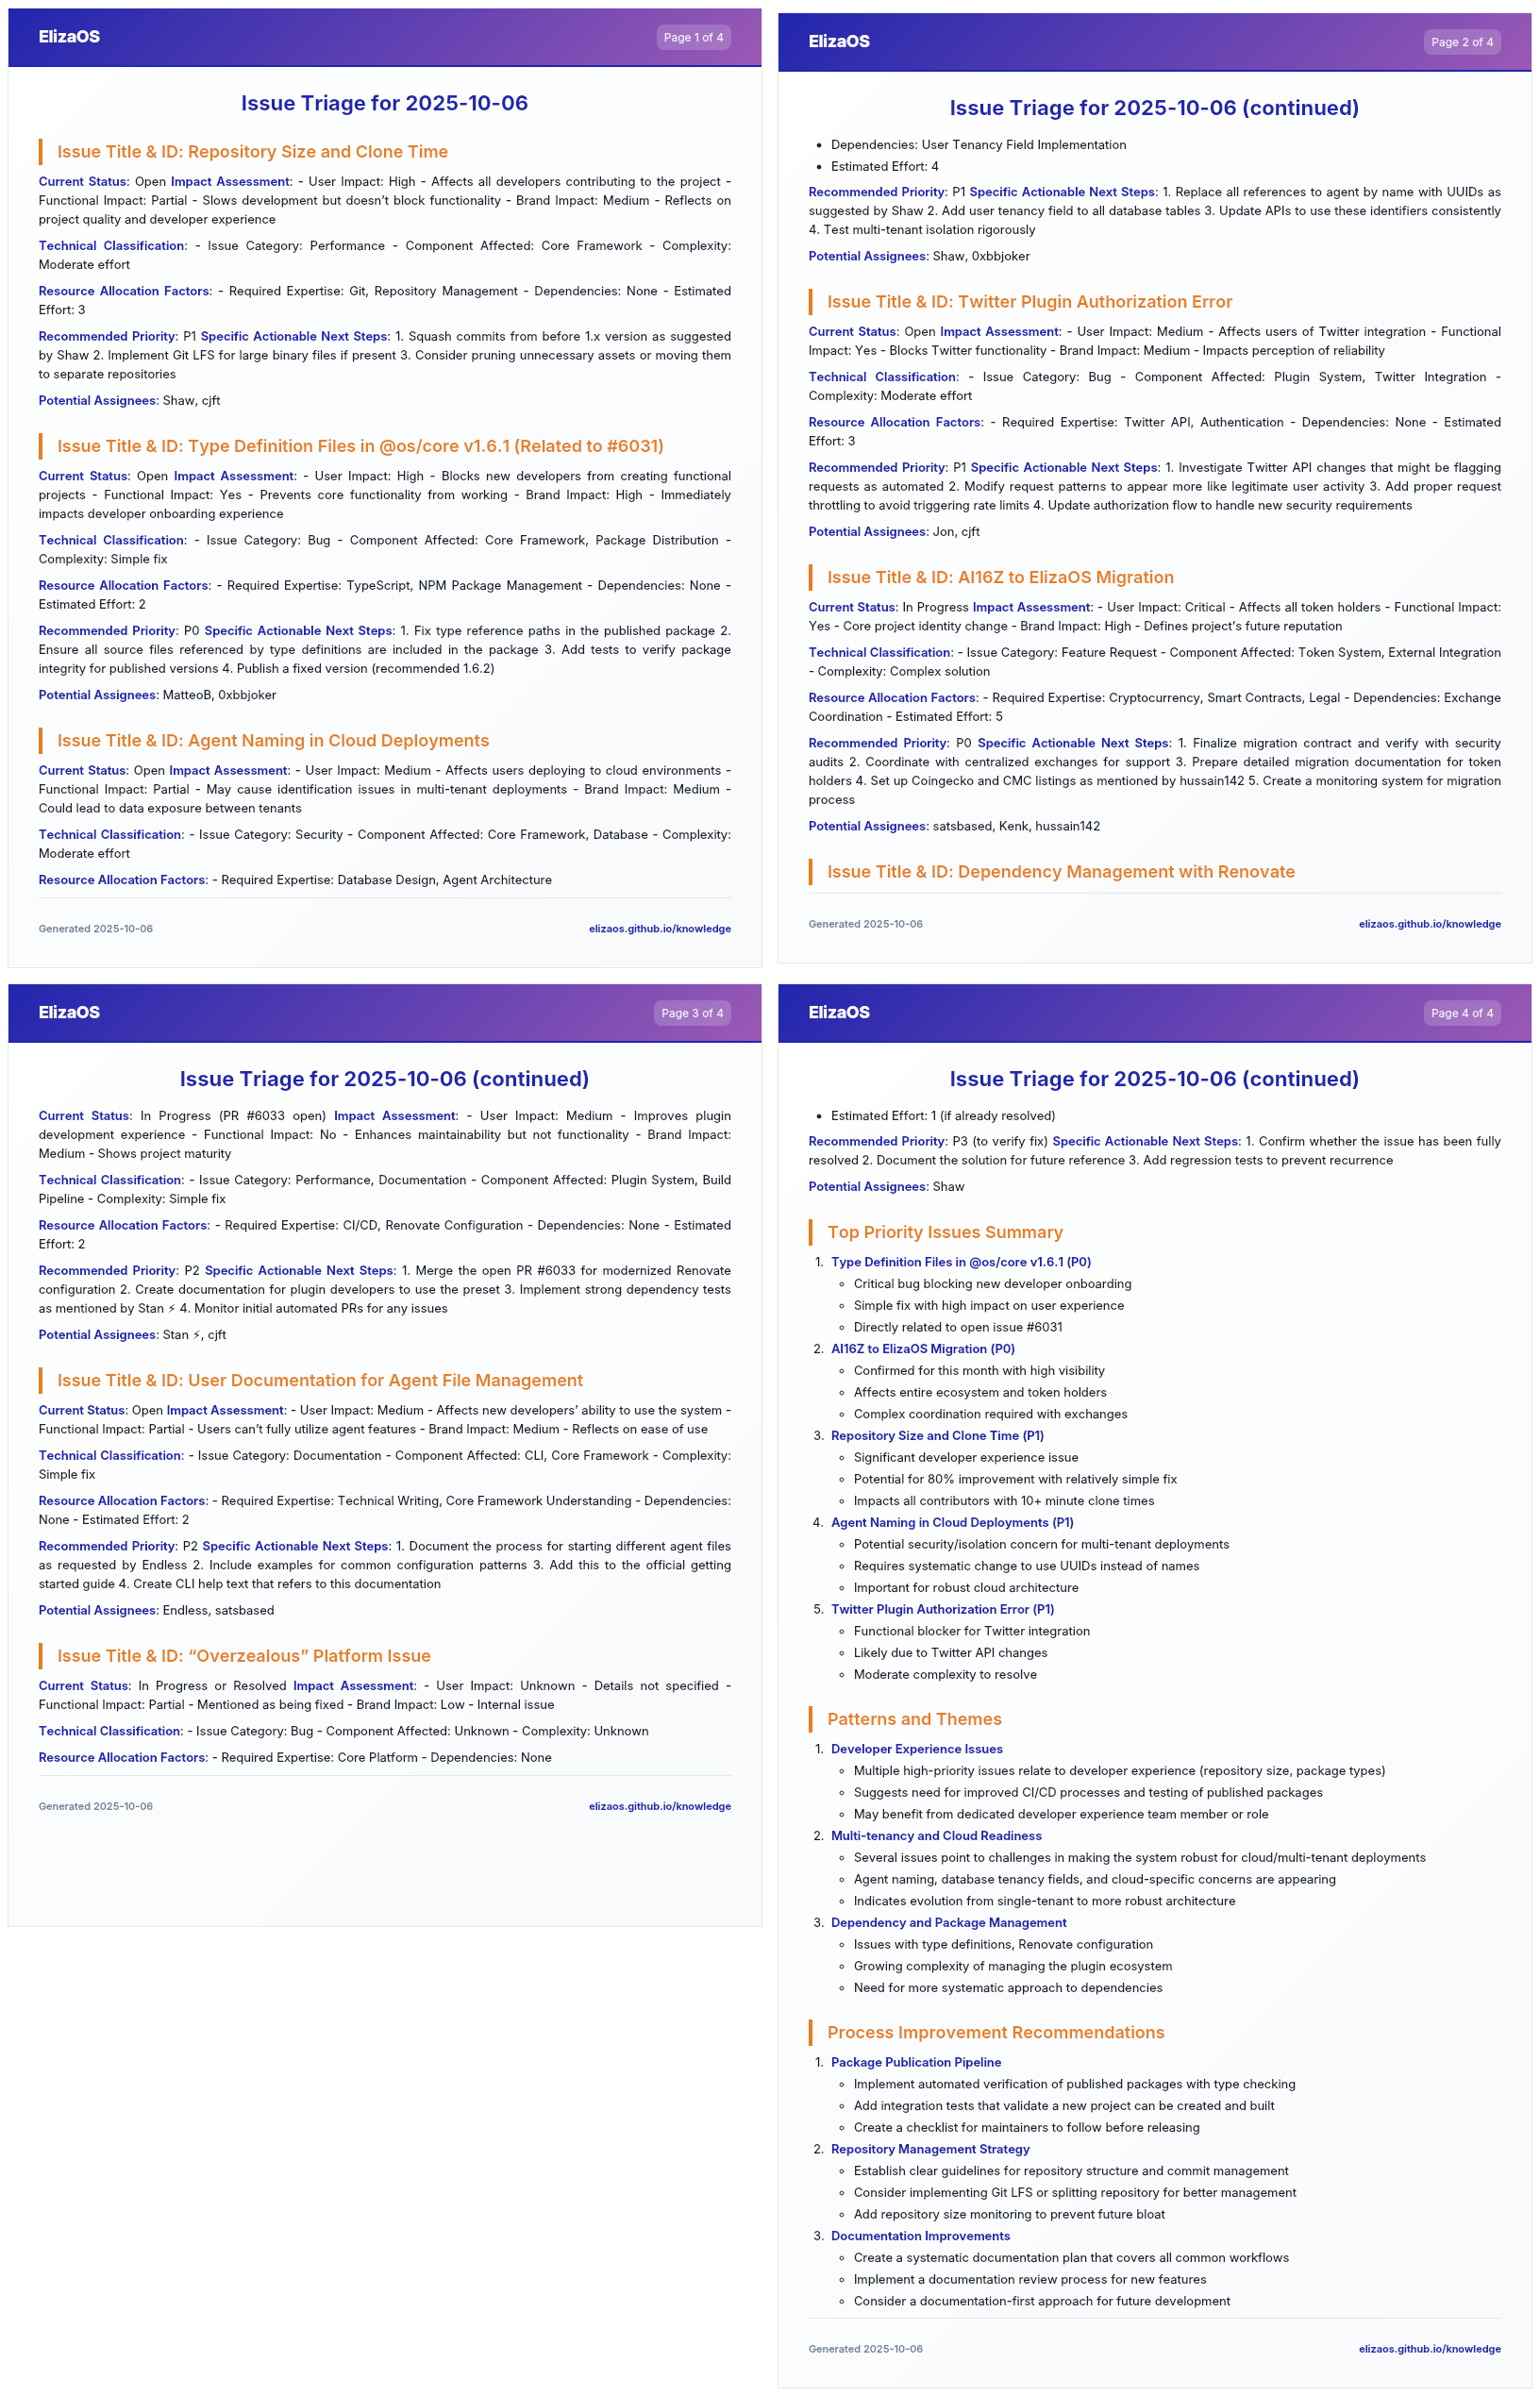 ElizaOS
Page 1 of 4
Issue Triage for 2025-10-06
Issue Title & ID: Repository Size and Clone Time
Current Status: Open Impact Assessment: - User Impact: High - Affects all developers contributing to the project -
Functional Impact: Partial - Slows development but doesn’t block functionality - Brand Impact: Medium - Reflects on
project quality and developer experience
Technical Classification: - Issue Category: Performance - Component Affected: Core Framework - Complexity:
Moderate effort
Resource Allocation Factors: - Required Expertise: Git, Repository Management - Dependencies: None - Estimated
Effort: 3
Recommended Priority: P1 Specific Actionable Next Steps: 1. Squash commits from before 1.x version as suggested
by Shaw 2. Implement Git LFS for large binary files if present 3. Consider pruning unnecessary assets or moving them
to separate repositories
Potential Assignees: Shaw, cjft
Issue Title & ID: Type Definition Files in @os/core v1.6.1 (Related to #6031)
Current Status: Open Impact Assessment: - User Impact: High - Blocks new developers from creating functional
projects - Functional Impact: Yes - Prevents core functionality from working - Brand Impact: High - Immediately
impacts developer onboarding experience
Technical Classification: - Issue Category: Bug - Component Affected: Core Framework, Package Distribution -
Complexity: Simple fix
Resource Allocation Factors: - Required Expertise: TypeScript, NPM Package Management - Dependencies: None -
Estimated Effort: 2
Recommended Priority: P0 Specific Actionable Next Steps: 1. Fix type reference paths in the published package 2.
Ensure all source files referenced by type definitions are included in the package 3. Add tests to verify package
integrity for published versions 4. Publish a fixed version (recommended 1.6.2)
Potential Assignees: MatteoB, 0xbbjoker
Issue Title & ID: Agent Naming in Cloud Deployments
Current Status: Open Impact Assessment: - User Impact: Medium - Affects users deploying to cloud environments -
Functional Impact: Partial - May cause identification issues in multi-tenant deployments - Brand Impact: Medium -
Could lead to data exposure between tenants
Technical Classification: - Issue Category: Security - Component Affected: Core Framework, Database - Complexity:
Moderate effort
Resource Allocation Factors: - Required Expertise: Database Design, Agent Architecture
Generated 2025-10-06
elizaos.github.io/knowledge
ElizaOS
Page 2 of 4
Issue Triage for 2025-10-06 (continued)
• Dependencies: User Tenancy Field Implementation
• Estimated Effort: 4
Recommended Priority: P1 Specific Actionable Next Steps: 1. Replace all references to agent by name with UUIDs as
suggested by Shaw 2. Add user tenancy field to all database tables 3. Update APIs to use these identifiers consistently
4. Test multi-tenant isolation rigorously
Potential Assignees: Shaw, 0xbbjoker
Issue Title & ID: Twitter Plugin Authorization Error
Current Status: Open Impact Assessment: - User Impact: Medium - Affects users of Twitter integration - Functional
Impact: Yes - Blocks Twitter functionality - Brand Impact: Medium - Impacts perception of reliability
Technical Classification: - Issue Category: Bug - Component Affected: Plugin System, Twitter Integration -
Complexity: Moderate effort
Resource Allocation Factors: - Required Expertise: Twitter API, Authentication - Dependencies: None - Estimated
Effort: 3
Recommended Priority: P1 Specific Actionable Next Steps: 1. Investigate Twitter API changes that might be flagging
requests as automated 2. Modify request patterns to appear more like legitimate user activity 3. Add proper request
throttling to avoid triggering rate limits 4. Update authorization flow to handle new security requirements
Potential Assignees: Jon, cjft
Issue Title & ID: AI16Z to ElizaOS Migration
Current Status: In Progress Impact Assessment: - User Impact: Critical - Affects all token holders - Functional Impact:
Yes - Core project identity change - Brand Impact: High - Defines project’s future reputation
Technical Classification: - Issue Category: Feature Request - Component Affected: Token System, External Integration
- Complexity: Complex solution
Resource Allocation Factors: - Required Expertise: Cryptocurrency, Smart Contracts, Legal - Dependencies: Exchange
Coordination - Estimated Effort: 5
Recommended Priority: P0 Specific Actionable Next Steps: 1. Finalize migration contract and verify with security
audits 2. Coordinate with centralized exchanges for support 3. Prepare detailed migration documentation for token
holders 4. Set up Coingecko and CMC listings as mentioned by hussain142 5. Create a monitoring system for migration
process
Potential Assignees: satsbased, Kenk, hussain142
Issue Title & ID: Dependency Management with Renovate
Generated 2025-10-06
elizaos.github.io/knowledge
ElizaOS
Page 3 of 4
Issue Triage for 2025-10-06 (continued)
Current Status: In Progress (PR #6033 open) Impact Assessment: - User Impact: Medium - Improves plugin
development experience - Functional Impact: No - Enhances maintainability but not functionality - Brand Impact:
Medium - Shows project maturity
Technical Classification: - Issue Category: Performance, Documentation - Component Affected: Plugin System, Build
Pipeline - Complexity: Simple fix
Resource Allocation Factors: - Required Expertise: CI/CD, Renovate Configuration - Dependencies: None - Estimated
Effort: 2
Recommended Priority: P2 Specific Actionable Next Steps: 1. Merge the open PR #6033 for modernized Renovate
configuration 2. Create documentation for plugin developers to use the preset 3. Implement strong dependency tests
as mentioned by Stan ⚡ 4. Monitor initial automated PRs for any issues
Potential Assignees: Stan ⚡, cjft
Issue Title & ID: User Documentation for Agent File Management
Current Status: Open Impact Assessment: - User Impact: Medium - Affects new developers’ ability to use the system -
Functional Impact: Partial - Users can’t fully utilize agent features - Brand Impact: Medium - Reflects on ease of use
Technical Classification: - Issue Category: Documentation - Component Affected: CLI, Core Framework - Complexity:
Simple fix
Resource Allocation Factors: - Required Expertise: Technical Writing, Core Framework Understanding - Dependencies:
None - Estimated Effort: 2
Recommended Priority: P2 Specific Actionable Next Steps: 1. Document the process for starting different agent files
as requested by Endless 2. Include examples for common configuration patterns 3. Add this to the official getting
started guide 4. Create CLI help text that refers to this documentation
Potential Assignees: Endless, satsbased
Issue Title & ID: “Overzealous” Platform Issue
Current Status: In Progress or Resolved Impact Assessment: - User Impact: Unknown - Details not specified -
Functional Impact: Partial - Mentioned as being fixed - Brand Impact: Low - Internal issue
Technical Classification: - Issue Category: Bug - Component Affected: Unknown - Complexity: Unknown
Resource Allocation Factors: - Required Expertise: Core Platform - Dependencies: None
Generated 2025-10-06
elizaos.github.io/knowledge
ElizaOS
Page 4 of 4
Issue Triage for 2025-10-06 (continued)
• Estimated Effort: 1 (if already resolved)
Recommended Priority: P3 (to verify fix) Specific Actionable Next Steps: 1. Confirm whether the issue has been fully
resolved 2. Document the solution for future reference 3. Add regression tests to prevent recurrence
Potential Assignees: Shaw
Top Priority Issues Summary
1. Type Definition Files in @os/core v1.6.1 (P0)
◦ Critical bug blocking new developer onboarding
◦ Simple fix with high impact on user experience
◦ Directly related to open issue #6031
2. AI16Z to ElizaOS Migration (P0)
◦ Confirmed for this month with high visibility
◦ Affects entire ecosystem and token holders
◦ Complex coordination required with exchanges
3. Repository Size and Clone Time (P1)
◦ Significant developer experience issue
◦ Potential for 80% improvement with relatively simple fix
◦ Impacts all contributors with 10+ minute clone times
4. Agent Naming in Cloud Deployments (P1)
◦ Potential security/isolation concern for multi-tenant deployments
◦ Requires systematic change to use UUIDs instead of names
◦ Important for robust cloud architecture
5. Twitter Plugin Authorization Error (P1)
◦ Functional blocker for Twitter integration
◦ Likely due to Twitter API changes
◦ Moderate complexity to resolve
Patterns and Themes
1. Developer Experience Issues
◦ Multiple high-priority issues relate to developer experience (repository size, package types)
◦ Suggests need for improved CI/CD processes and testing of published packages
◦ May benefit from dedicated developer experience team member or role
2. Multi-tenancy and Cloud Readiness
◦ Several issues point to challenges in making the system robust for cloud/multi-tenant deployments
◦ Agent naming, database tenancy fields, and cloud-specific concerns are appearing
◦ Indicates evolution from single-tenant to more robust architecture
3. Dependency and Package Management
◦ Issues with type definitions, Renovate configuration
◦ Growing complexity of managing the plugin ecosystem
◦ Need for more systematic approach to dependencies
Process Improvement Recommendations
1. Package Publication Pipeline
◦ Implement automated verification of published packages with type checking
◦ Add integration tests that validate a new project can be created and built
◦ Create a checklist for maintainers to follow before releasing
2. Repository Management Strategy
◦ Establish clear guidelines for repository structure and commit management
◦ Consider implementing Git LFS or splitting repository for better management
◦ Add repository size monitoring to prevent future bloat
3. Documentation Improvements
◦ Create a systematic documentation plan that covers all common workflows
◦ Implement a documentation review process for new features
◦ Consider a documentation-first approach for future development
Generated 2025-10-06
elizaos.github.io/knowledge